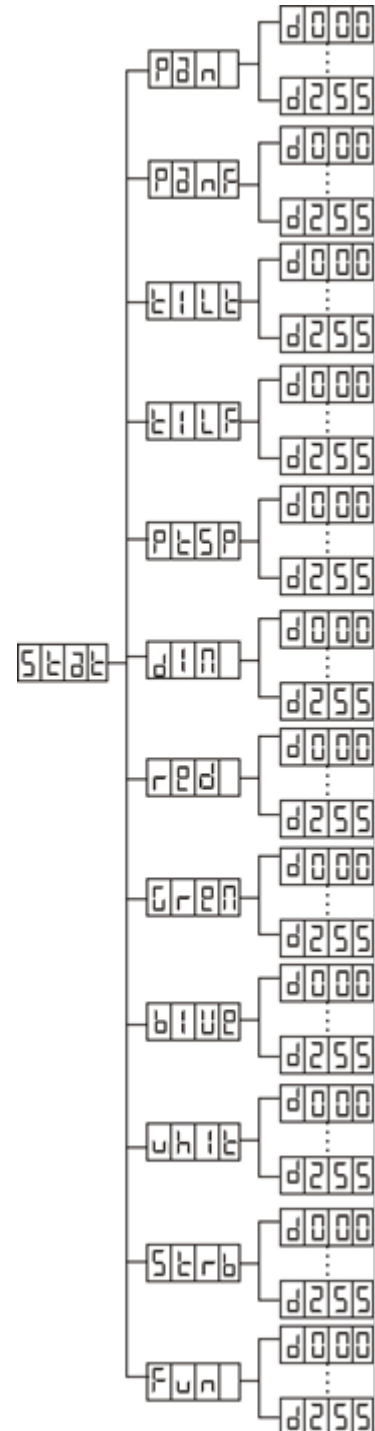 d000
Pan
d255
d000
PanF
d255
d000
tILt
d255
d000
tILF
d255
d000
PtSP
d255
d000
Stat
dIM
d255
d000
red
d255
d000
GreN
d255
d000
bIUe
d255
d000
uhIt
d255
d000
Strb
d255
d000
Fun
d255